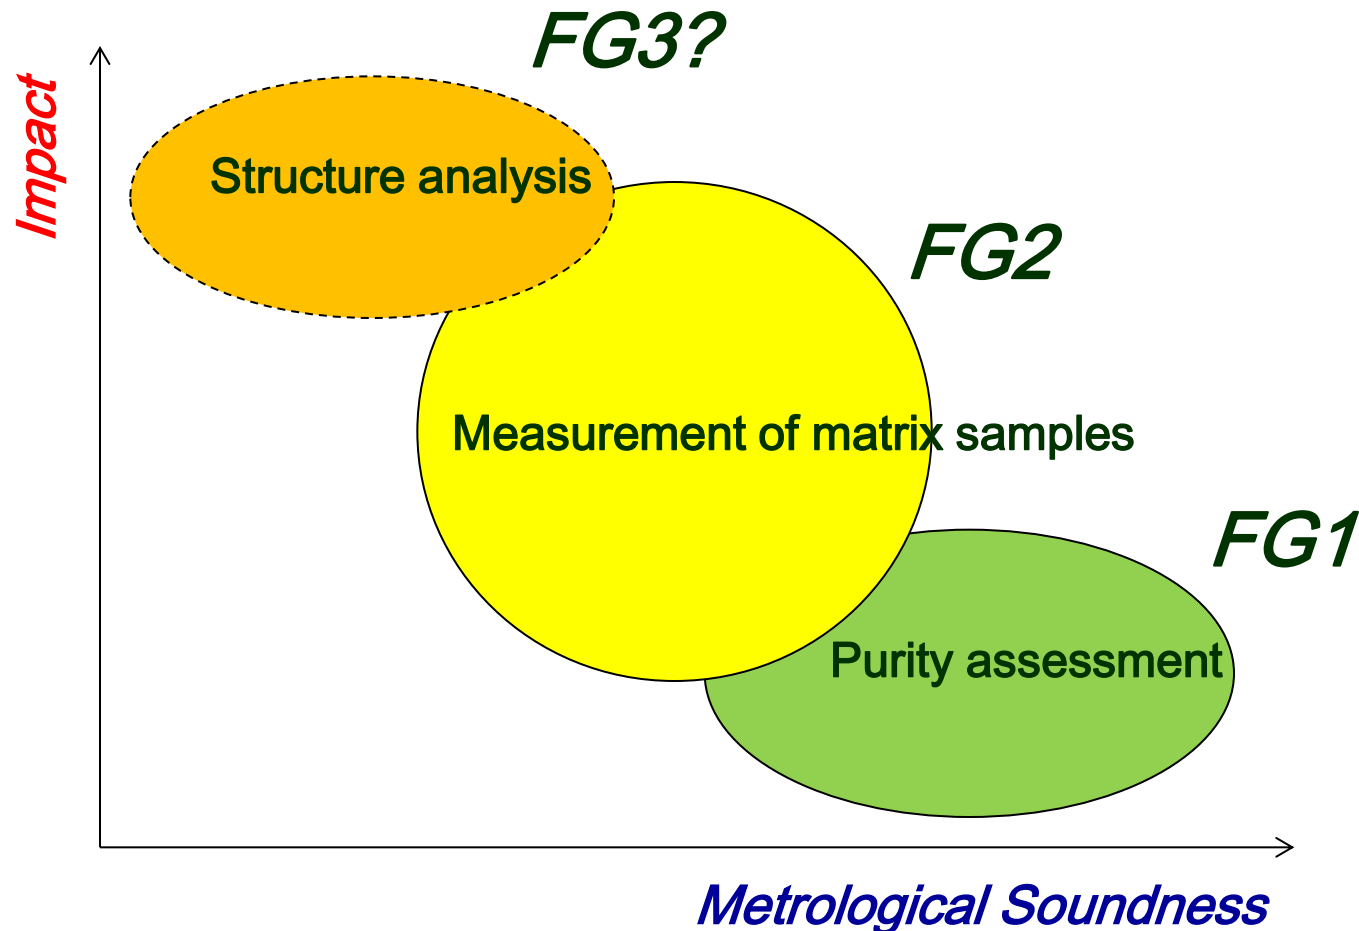 FG3?
Impact
Structure analysis
FG2
Measurement of matrix samples
FG1
Purity assessment
Metrological Soundness